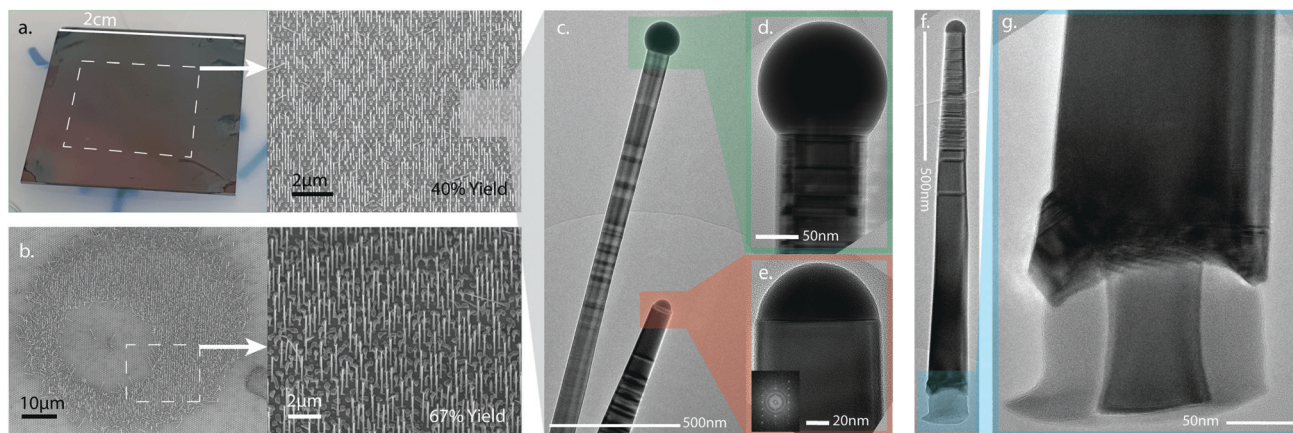 a.
2cm
2μm
40% Yield
b.
10μm
2μm
67% Yield
c.
500nm
d.
50nm
e.
20nm
f.
500nm
g.
50nm